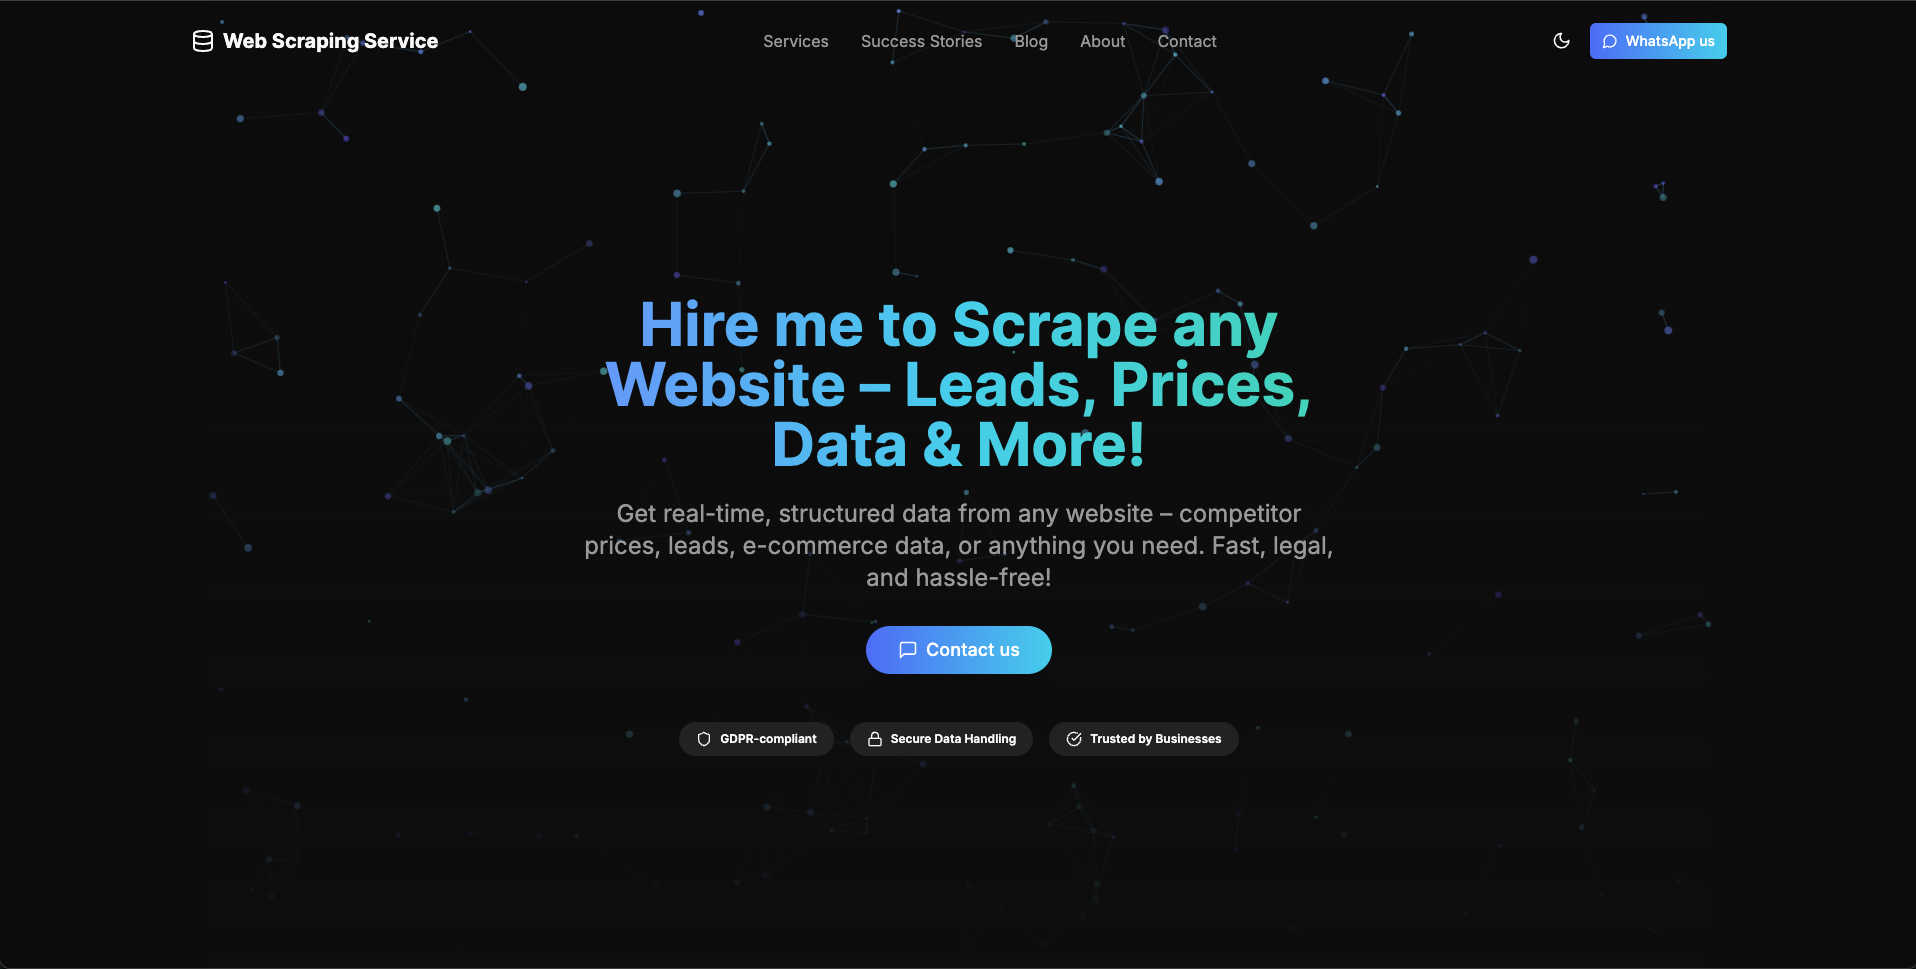 Web Scraping Service
Services
Success Stories
Blog
About
Contact
WhatsApp us
Hire me to Scrape any
Website – Leads, Prices,
Data & More!
Get real-time, structured data from any website – competitor
prices, leads, e-commerce data, or anything you need. Fast, legal,
and hassle-free!
Contact us
GDPR-compliant
Secure Data Handling
Trusted by Businesses